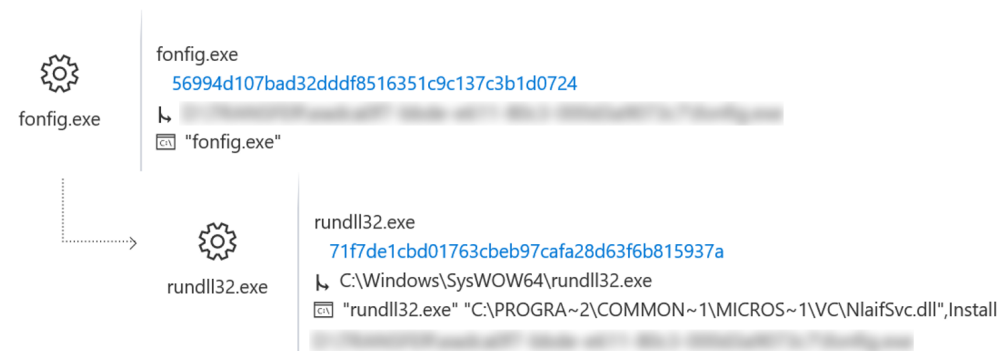 fonfig.exe
fonfig.exe
56994d107bad32dddf8516351c9c137c3b1d0724
C:\ "fonfig.exe"
rundll32.exe
rundll32.exe
71f7de1cbd01763cbeb97cafa28d63f6b815937a
C:\Windows\SysWOW64\rundll32.exe
C:\ "rundll32.exe" "C:\PROGRA~2\COMMON~1\MICROS~1\VC\NlaifSvc.dll",Install